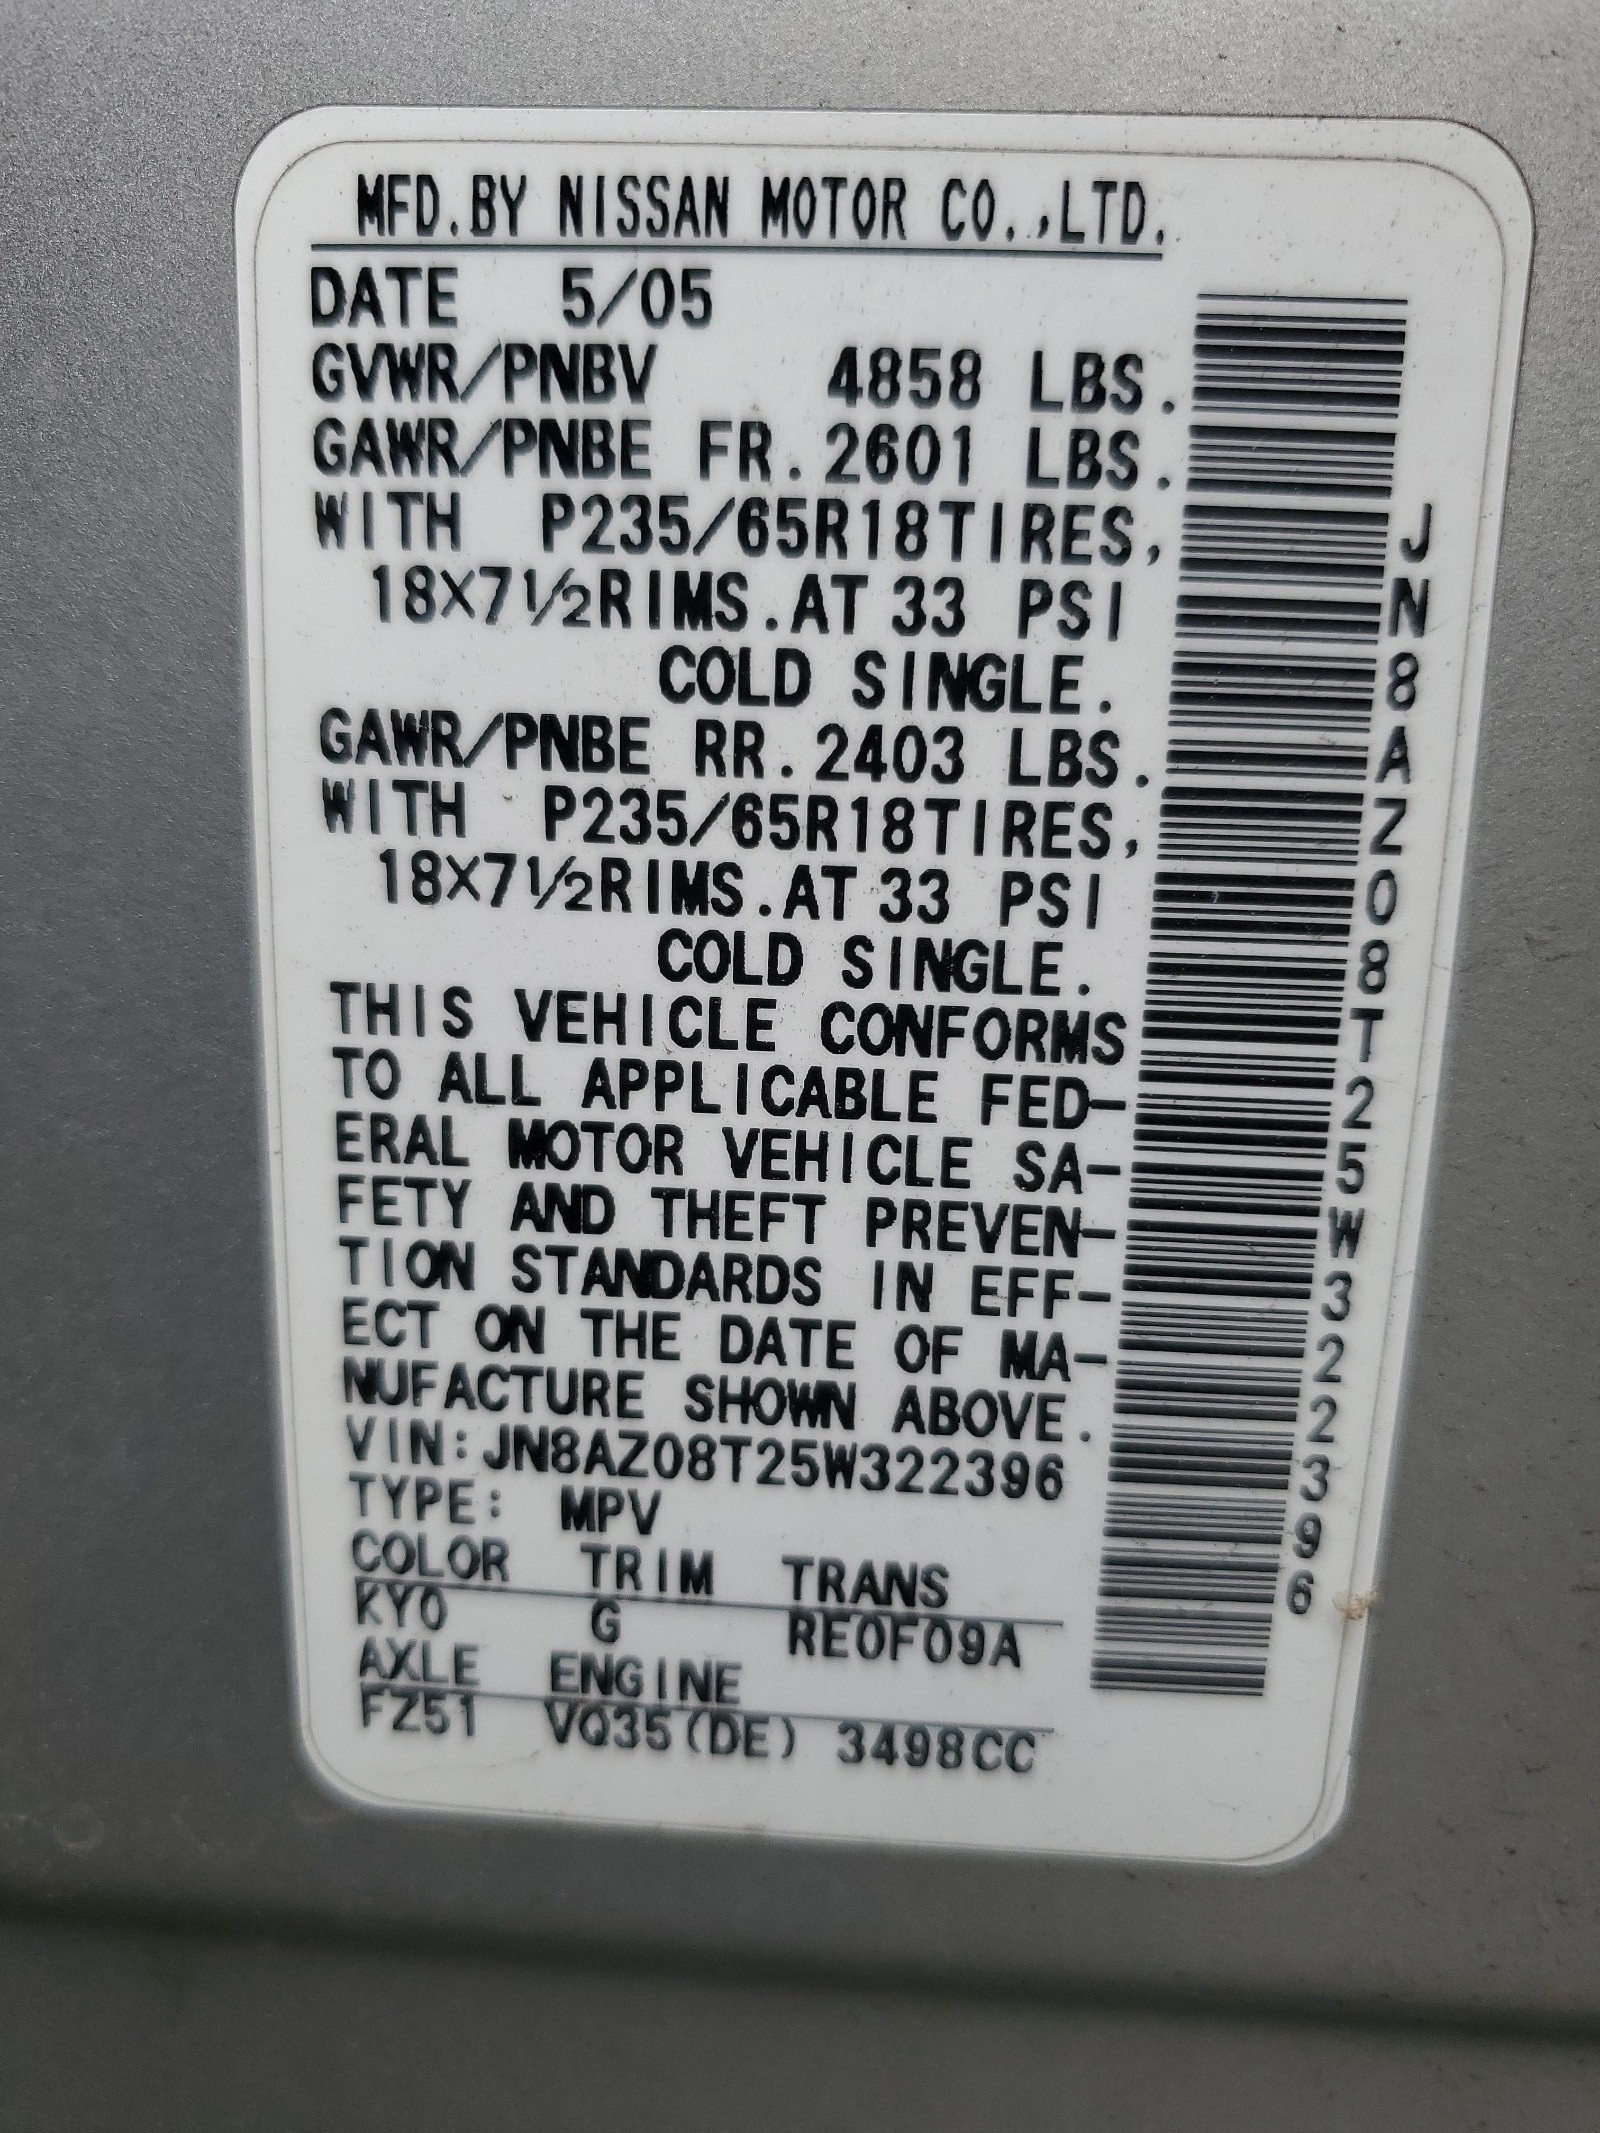 MFD.BY NISSAN MOTOR CO.,LTD.
DATE 5/05
GVWR/PNBV 4858 LBS.
GAWR/PNBE FR.2601 LBS.
WITH P235/65R18TIRES,
18X7½RIMS.AT 33 PSI
COLD SINGLE.
GAWR/PNBE RR.2403 LBS.
WITH P235/65R18TIRES,
18X7½RIMS.AT 33 PSI
COLD SINGLE.
THIS VEHICLE CONFORMS
TO ALL APPLICABLE FED-
ERAL MOTOR VEHICLE SA-
FETY AND THEFT PREVEN-
TION STANDARDS IN EFF-
ECT ON THE DATE OF MA-
NUFACTURE SHOWN ABOVE.
VIN:JN8AZ08T25W322396
TYPE: MPV
COLOR TRIM TRANS
KY0 G RE0F09A
AXLE ENGINE
FZ51 VQ35(DE) 3498CC
JN8AZ08T25W322396